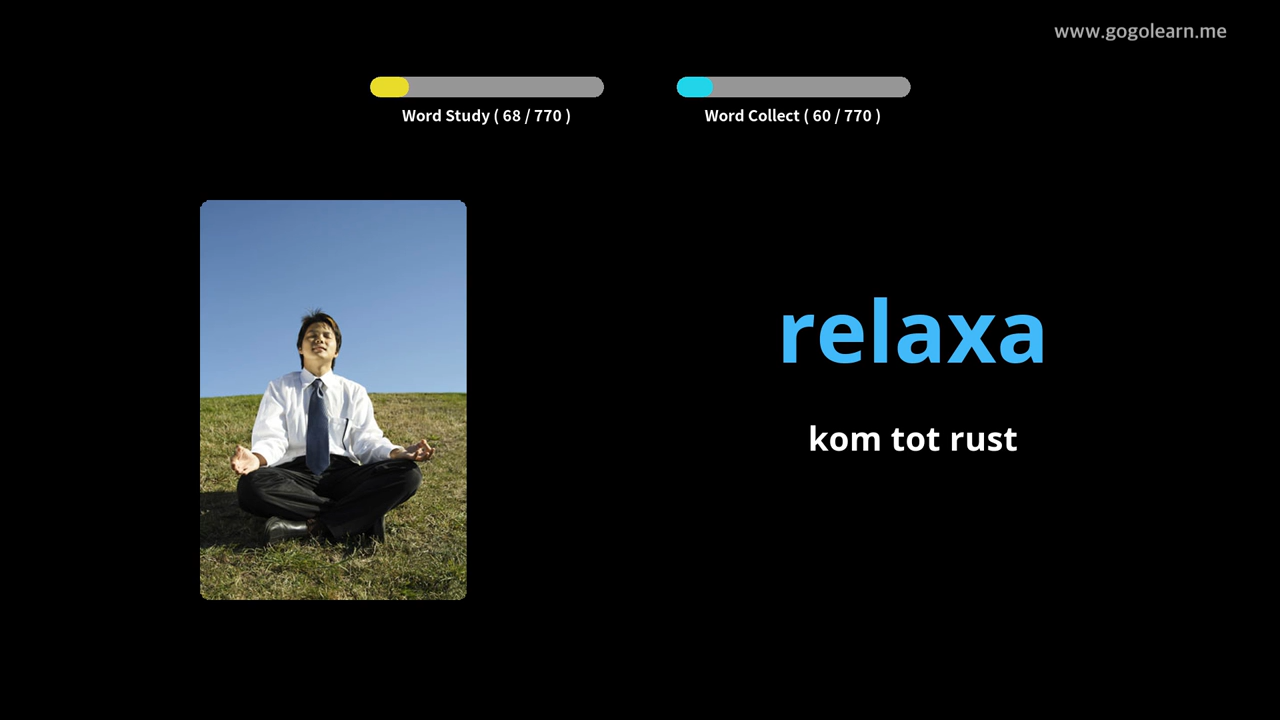 www.gogolearn.me
Word Study ( 68 / 770 )
Word Collect ( 60 / 770 )
relaxa
kom tot rust